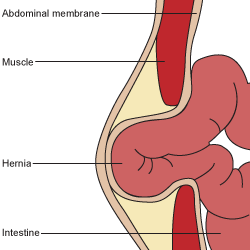 Abdominal membrane
Muscle
Hernia
Intestine